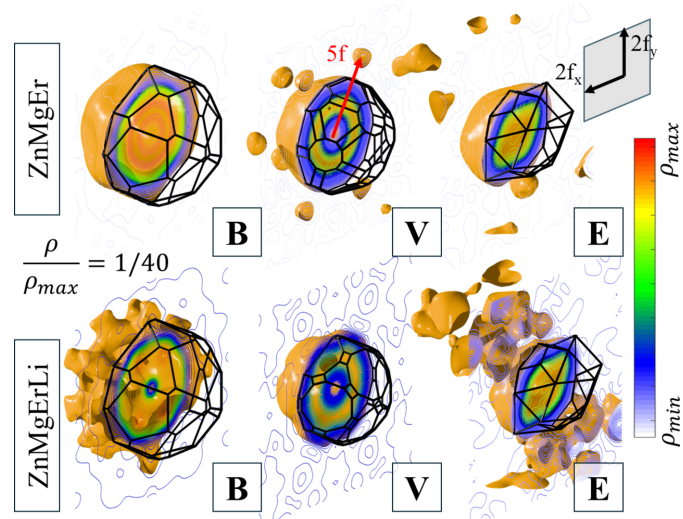 ZnMgEr
5f
2f_y
2f_x
B
V
E
ρ_max
ρ/ρ_max = 1/40
ZnMgErLi
B
V
E
ρ_min